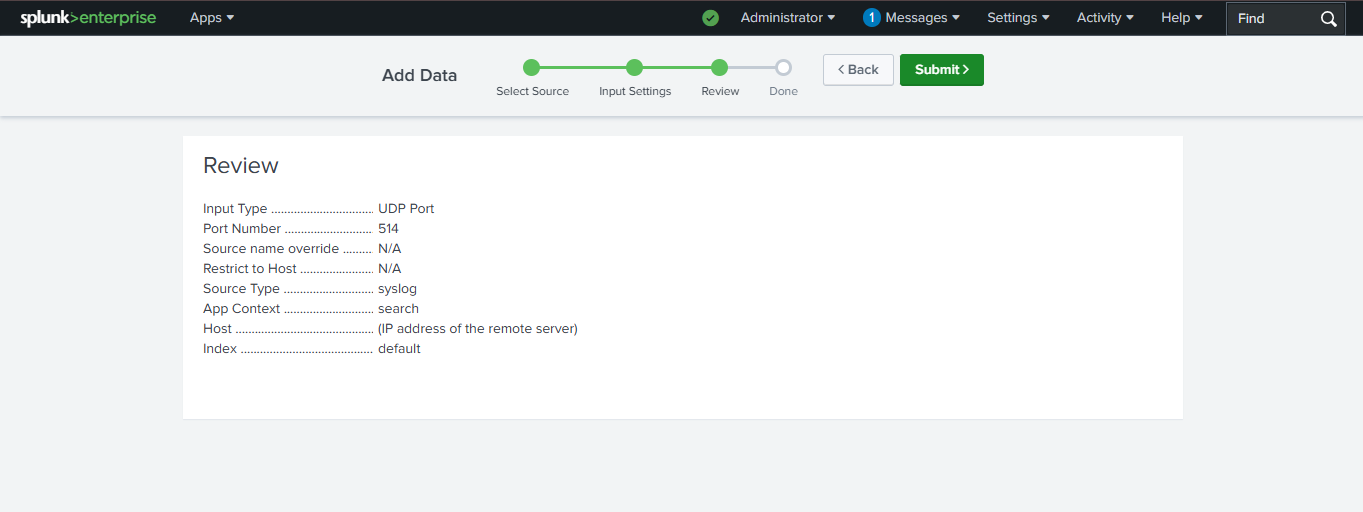 splunk>enterprise Apps Administrator 1 Messages Settings Activity Help Find
Add Data
Select Source Input Settings Review Done
< Back Submit >
Review
Input Type ................................ UDP Port
Port Number ........................... 514
Source name override ......... N/A
Restrict to Host ....................... N/A
Source Type ............................ syslog
App Context ............................ search
Host ........................................... (IP address of the remote server)
Index ......................................... default